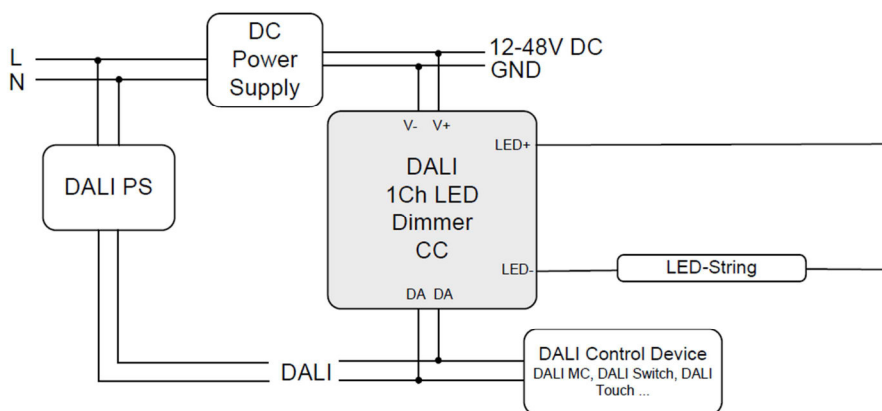 L
N
DC
Power
Supply
12-48V DC
GND
V- V+
LED+
DALI PS
DALI
1Ch LED
Dimmer
CC
LED-
LED-String
DA DA
DALI
DALI Control Device
DALI MC, DALI Switch, DALI
Touch ...